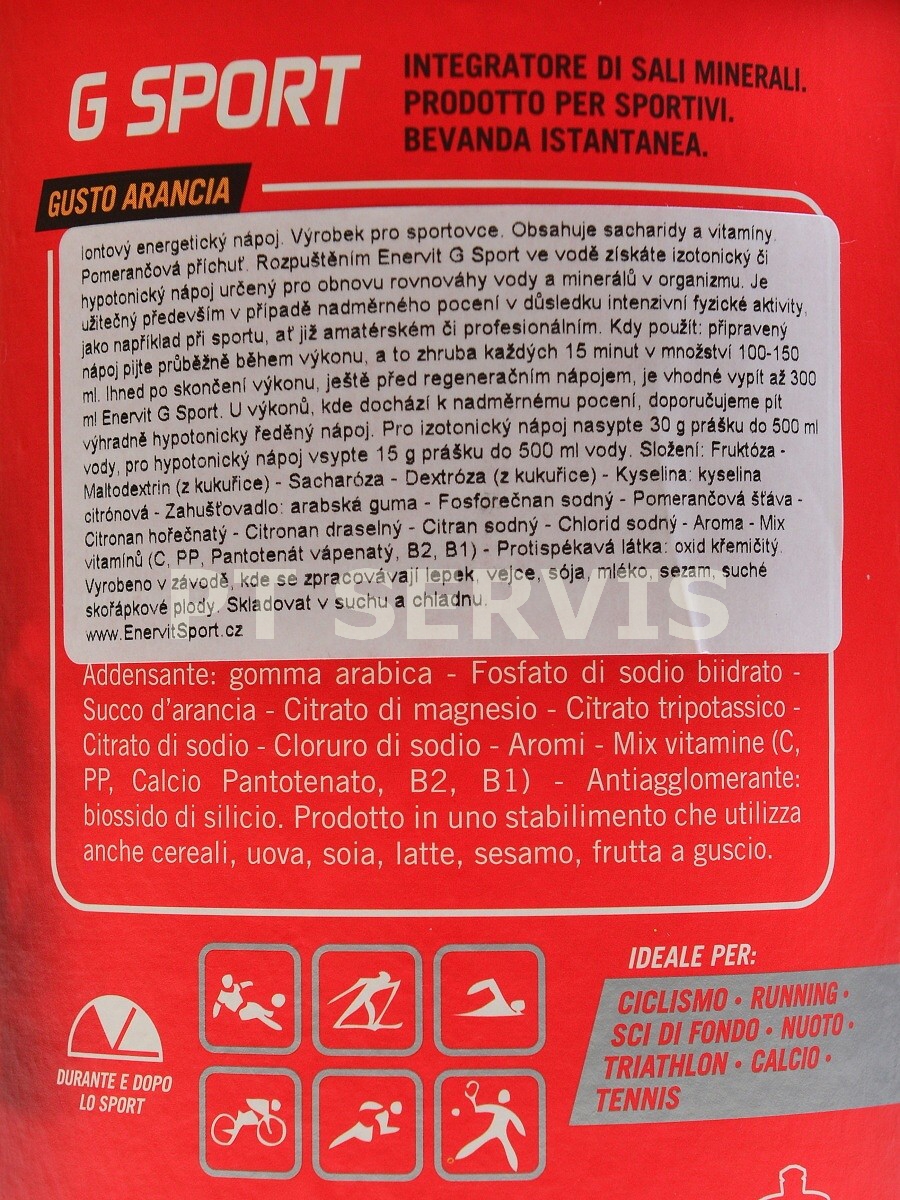 G SPORT
INTEGRATORE DI SALI MINERALI.
PRODOTTO PER SPORTIVI.
BEVANDA ISTANTANEA.
GUSTO ARANCIA
Iontový energetický nápoj. Výrobek pro sportovce. Obsahuje sacharidy a vitamíny.
Pomerančová příchuť. Rozpuštěním Enervit G Sport ve vodě získáte izotonický či
hypotonický nápoj určený pro obnovu rovnováhy vody a minerálů v organizmu. Je
užitečný především v případě nadměrného pocení v důsledku intenzivní fyzické aktivity,
jako například při sportu, ať již amatérském či profesionálním. Kdy použít: připravený
nápoj pijte průběžně během výkonu, a to zhruba každých 15 minut v množství 100-150
ml. Ihned po skončení výkonu, ještě před regeneračním nápojem, je vhodné vypít až 300
ml Enervit G Sport. U výkonů, kde dochází k nadměrnému pocení, doporučujeme pít
výhradně hypotonicky ředěný nápoj. Pro izotonický nápoj nasypte 30 g prášku do 500 ml
vody, pro hypotonický nápoj vsypte 15 g prášku do 500 ml vody. Složení: Fruktóza -
Maltodextrin (z kukuřice) - Sacharóza - Dextróza (z kukuřice) - Kyselina: kyselina
citrónová - Zahušťovadlo: arabská guma - Fosforečnan sodný - Pomerančová šťáva -
Citronan hořečnatý - Citronan draselný - Citran sodný - Chlorid sodný - Aroma - Mix
vitamínů (C, PP, Pantotenát vápenatý, B2, B1) - Protispékavá látka: oxid křemičitý.
Vyrobeno v závodě, kde se zpracovávají lepek, vejce, sója, mléko, sezam, suché
skořápkové plody. Skladovat v suchu a chladnu.
www.EnervitSport.cz
PT SERVIS
Addensante: gomma arabica - Fosfato di sodio biidrato -
Succo d'arancia - Citrato di magnesio - Citrato tripotassico -
Citrato di sodio - Cloruro di sodio - Aromi - Mix vitamine (C,
PP, Calcio Pantotenato, B2, B1) - Antiagglomerante:
biossido di silicio. Prodotto in uno stabilimento che utilizza
anche cereali, uova, soia, latte, sesamo, frutta a guscio.
DURANTE E DOPO
LO SPORT
IDEALE PER:
CICLISMO • RUNNING •
SCI DI FONDO • NUOTO •
TRIATHLON • CALCIO •
TENNIS